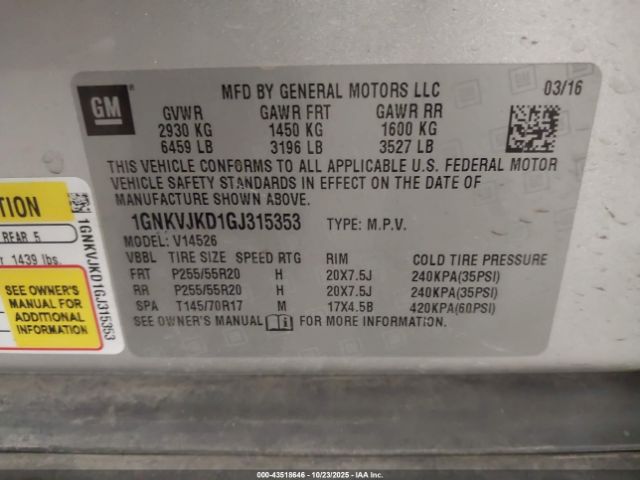 MFD BY GENERAL MOTORS LLC 03/16
GM
GVWR GAWR FRT GAWR RR
2930 KG 1450 KG 1600 KG
6459 LB 3196 LB 3527 LB
THIS VEHICLE CONFORMS TO ALL APPLICABLE U.S. FEDERAL MOTOR
VEHICLE SAFETY STANDARDS IN EFFECT ON THE DATE OF
MANUFACTURE SHOWN ABOVE.
1GNKVJKD1GJ315353 TYPE: M.P.V.
MODEL: V14526
VBBL TIRE SIZE SPEED RTG RIM COLD TIRE PRESSURE
FRT P255/55R20 H 20X7.5J 240KPA(35PSI)
RR P255/55R20 H 20X7.5J 240KPA(35PSI)
SPA T145/70R17 M 17X4.5B 420KPA(60PSI)
SEE OWNER'S MANUAL FOR MORE INFORMATION.
TION
REAR 5
1439 lbs.
SEE OWNER'S
MANUAL FOR
ADDITIONAL
INFORMATION
1GNKVJKD1GJ315353
000-43518646 - 10/23/2025 - Copyright © IAA, Inc.